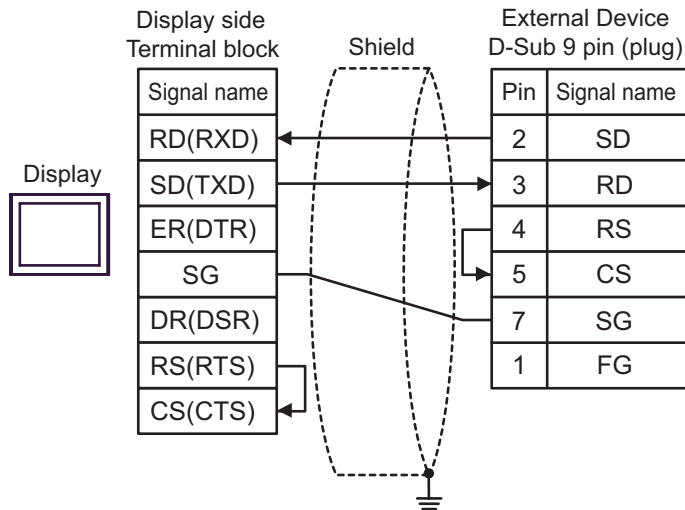 Display side
Terminal block
Shield
External Device
D-Sub 9 pin (plug)
Signal name
Pin Signal name
RD(RXD) 2 SD
Display
SD(TXD) 3 RD
ER(DTR) 4 RS
SG 5 CS
DR(DSR) 7 SG
RS(RTS) 1 FG
CS(CTS)